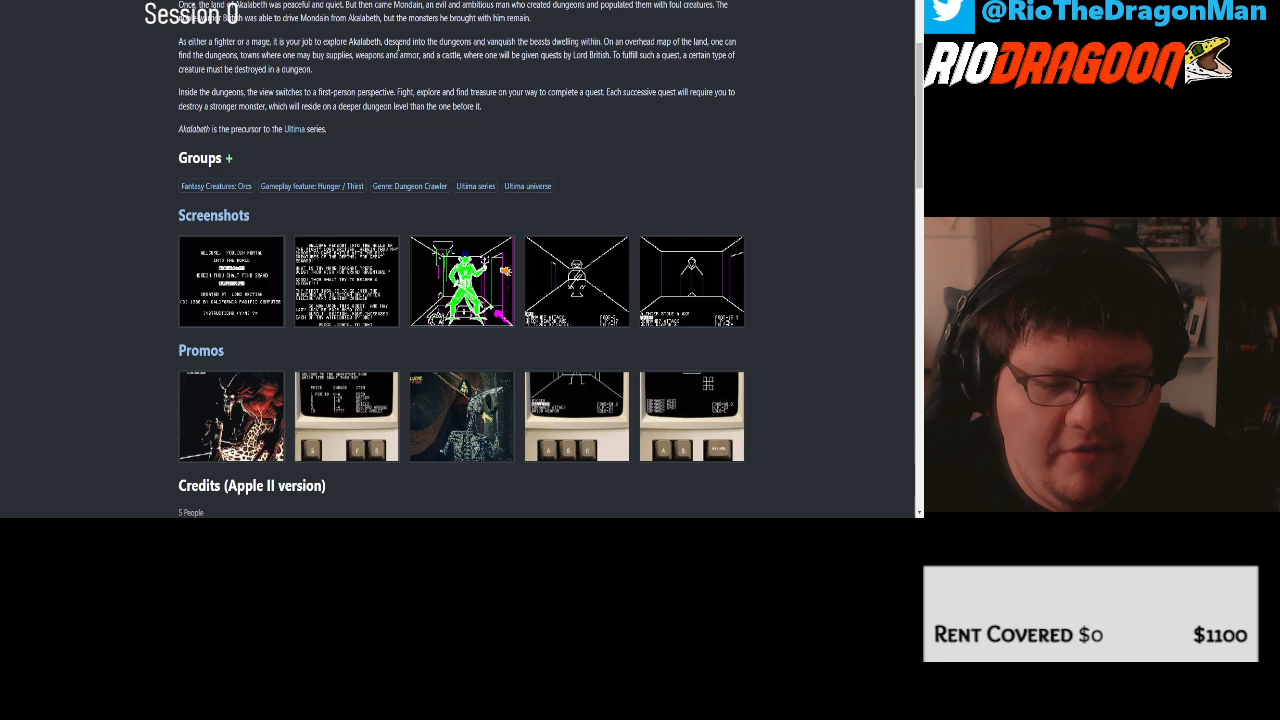 Once, the land of Akalabeth was peaceful and quiet. But then came Mondain, an evil and ambitious man who created dungeons and populated them with foul creatures. The
Session 0
British was able to drive Mondain from Akalabeth, but the monsters he brought with him remain.
@RioTheDragonMan
As either a fighter or a mage, it is your job to explore Akalabeth, descend into the dungeons and vanquish the beasts dwelling within. On an overhead map of the land, one can
find the dungeons, towns where one may buy supplies, weapons and armor, and a castle, where one will be given quests by Lord British. To fulfill such a quest, a certain type of
creature must be destroyed in a dungeon.
RIODRAGOON
Inside the dungeons, the view switches to a first-person perspective. Fight, explore and find treasure on your way to complete a quest. Each successive quest will require you to
destroy a stronger monster, which will reside on a deeper dungeon level than the one before it.
Akalabeth is the precursor to the Ultima series.
Groups +
Fantasy Creatures: Orcs Gameplay feature: Hunger / Thirst Genre: Dungeon Crawler Ultima series Ultima universe
Screenshots
Promos
Credits (Apple II version)
5 People
Rent Covered $0 $1100